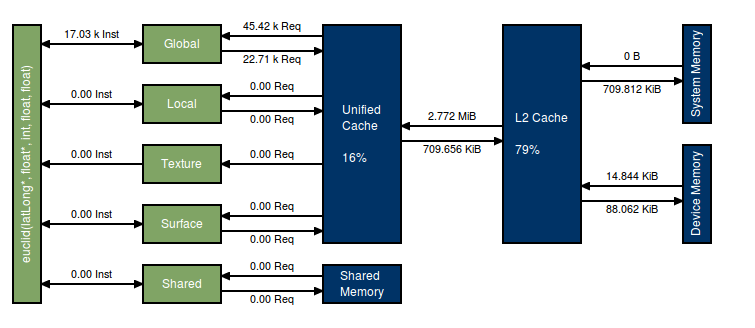 euclid(latLong*, float*, int, float, float)
17.03 k Inst
Global
45.42 k Req
22.71 k Req
0.00 Inst
Local
0.00 Req
0.00 Req
0.00 Inst
Texture
0.00 Req
0.00 Inst
Surface
0.00 Req
0.00 Req
0.00 Inst
Shared
0.00 Req
0.00 Req
Unified
Cache
16%
Shared
Memory
2.772 MiB
709.656 KiB
L2 Cache
79%
0 B
709.812 KiB
System Memory
14.844 KiB
88.062 KiB
Device Memory